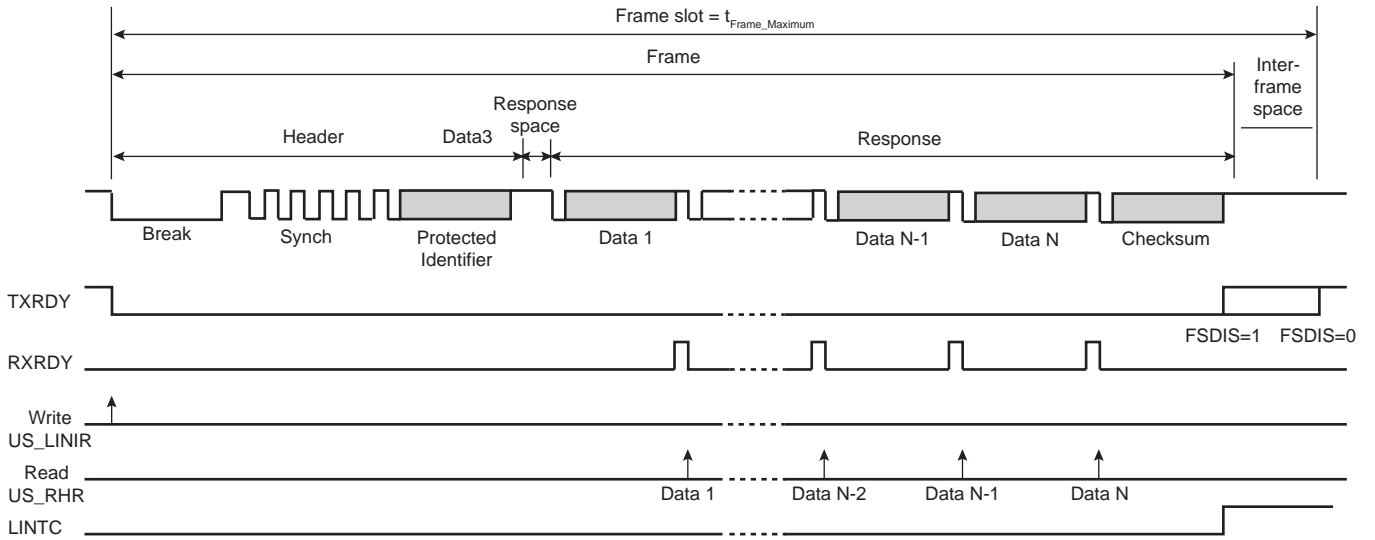 Frame slot = tFrame_Maximum
Frame
Inter-
frame
space
Response
space
Header
Data3
Response
Break
Synch
Protected
Identifier
Data 1
Data N-1
Data N
Checksum
TXRDY
FSDIS=1
FSDIS=0
RXRDY
Write
US_LINIR
Read
US_RHR
Data 1
Data N-2
Data N-1
Data N
LINTC